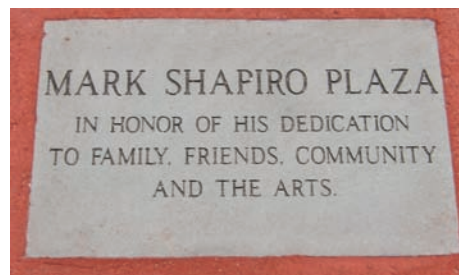 MARK SHAPIRO PLAZA
IN HONOR OF HIS DEDICATION
TO FAMILY, FRIENDS, COMMUNITY
AND THE ARTS.